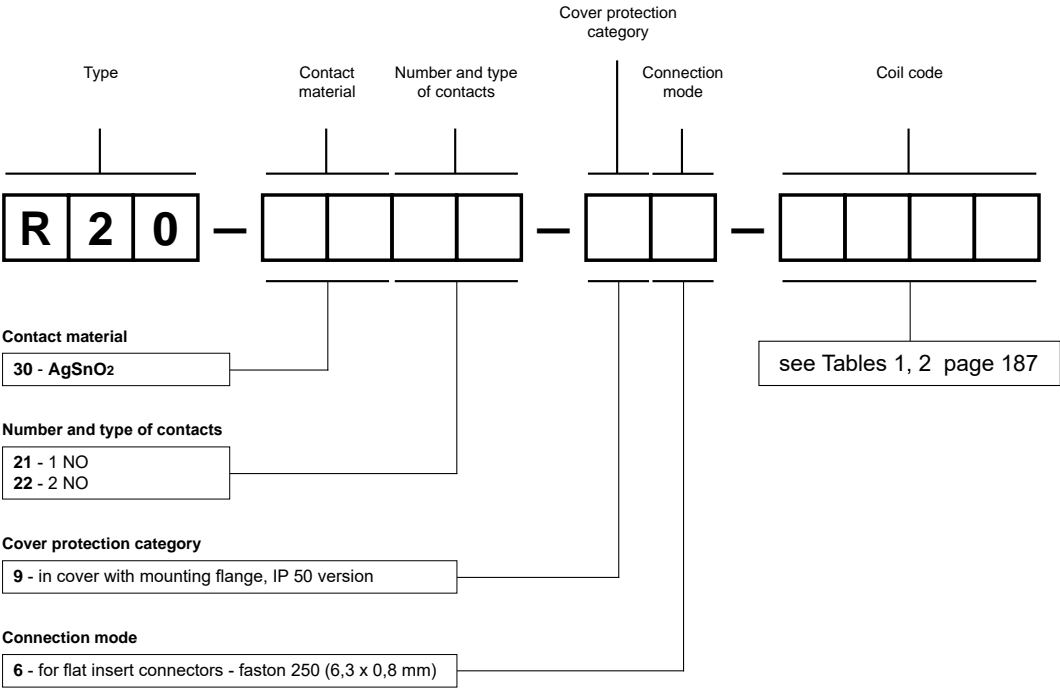 Cover protection
category
Type
Contact
material
Number and type
of contacts
Connection
mode
Coil code
R 2 0 – –  –
Contact material
30 - AgSnO2
see Tables 1, 2 page 187
Number and type of contacts
21 - 1 NO
22 - 2 NO
Cover protection category
9 - in cover with mounting flange, IP 50 version
Connection mode
6 - for flat insert connectors - faston 250 (6,3 x 0,8 mm)